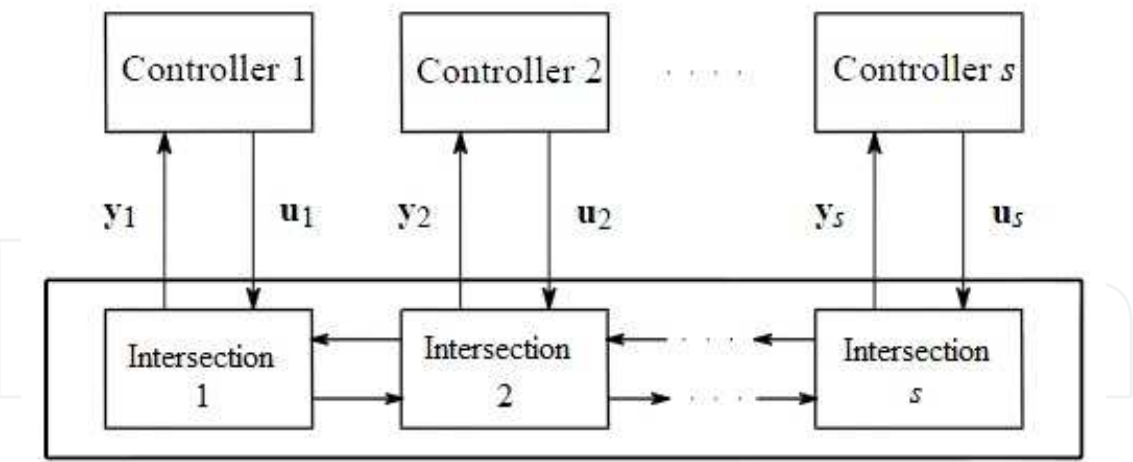 Controller 1
Controller 2
. . . .
Controller s
y1
u1
y2
u2
ys
us
Intersection
1
Intersection
2
. . . .
. . . .
Intersection
s